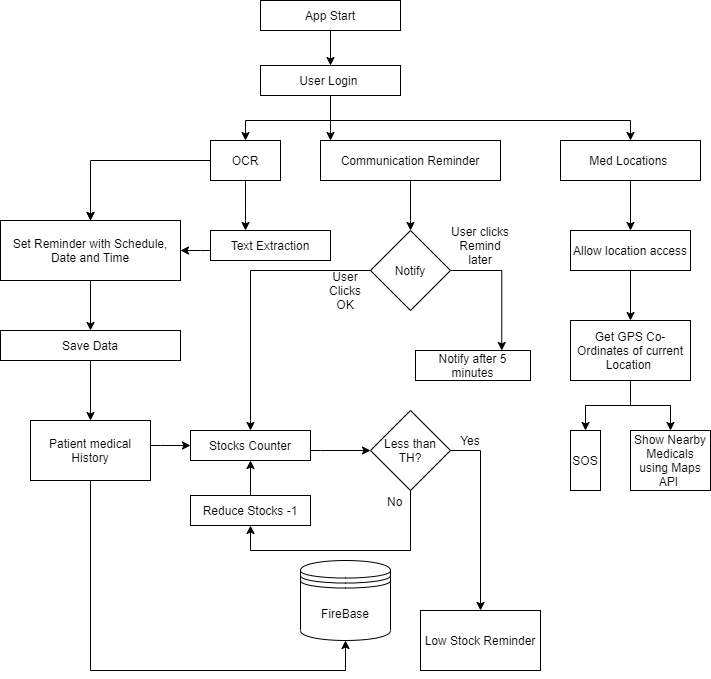 App Start
User Login
OCR
Communication Reminder
Med Locations
Set Reminder with Schedule,
Date and Time
Text Extraction
User clicks
Remind
later
Notify
Allow location access
User
Clicks
OK
Save Data
Notify after 5
minutes
Get GPS Co-
Ordinates of current
Location
Patient medical
History
Stocks Counter
Less than
TH?
Yes
SOS
Show Nearby
Medicals
using Maps
API
No
Reduce Stocks -1
FireBase
Low Stock Reminder